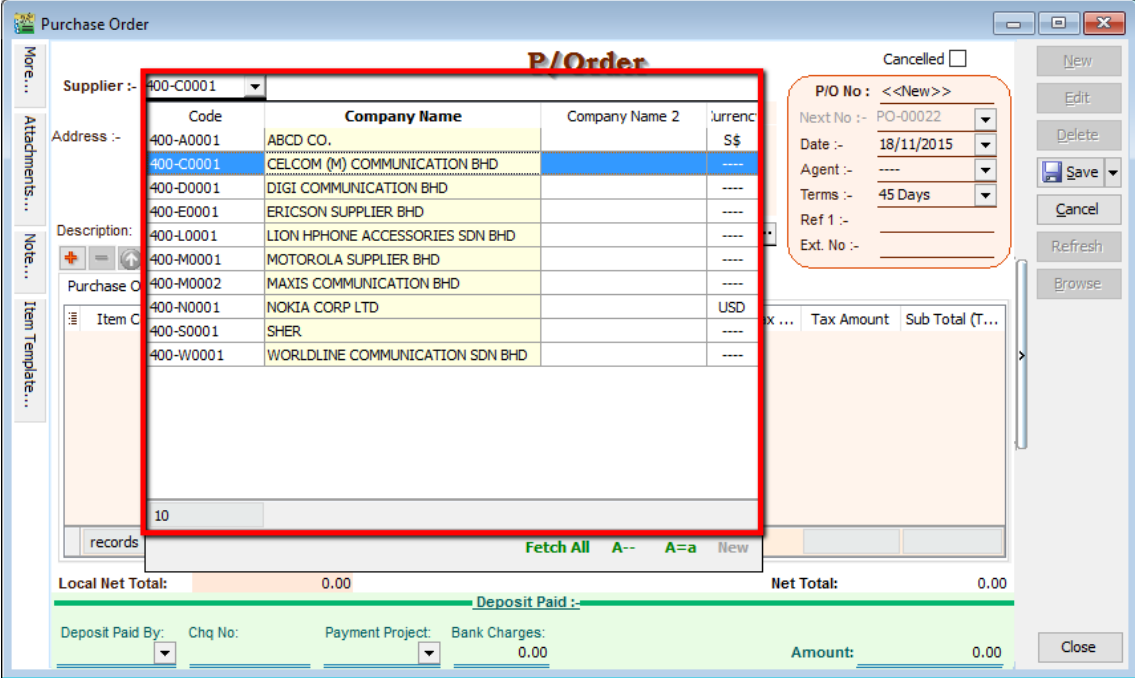 Purchase Order
More...
Attachments...
Note...
Item Template...
P/Order
Cancelled
Supplier :- 400-C0001
P/O No : <<New>>
Next No :- PO-00022
Address :-
Date :- 18/11/2015
Agent :- ----
Terms :- 45 Days
Ref 1 :-
Ext. No :-
Description:
Code Company Name Company Name 2 Currenc
400-A0001 ABCD CO. S$
400-C0001 CELCOM (M) COMMUNICATION BHD ----
400-D0001 DIGI COMMUNICATION BHD ----
400-E0001 ERICSON SUPPLIER BHD ----
400-L0001 LION HPHONE ACCESSORIES SDN BHD ----
400-M0001 MOTOROLA SUPPLIER BHD ----
400-M0002 MAXIS COMMUNICATION BHD ----
400-N0001 NOKIA CORP LTD USD
400-S0001 SHER ----
400-W0001 WORLDLINE COMMUNICATION SDN BHD ----
10
Fetch All A-- A=a New
Purchase O
Item C
ax ... Tax Amount Sub Total (T...
records
Local Net Total: 0.00 Net Total: 0.00
Deposit Paid :-
Deposit Paid By: Chq No: Payment Project: Bank Charges:
0.00 Amount: 0.00
New
Edit
Delete
Save
Cancel
Refresh
Browse
Close